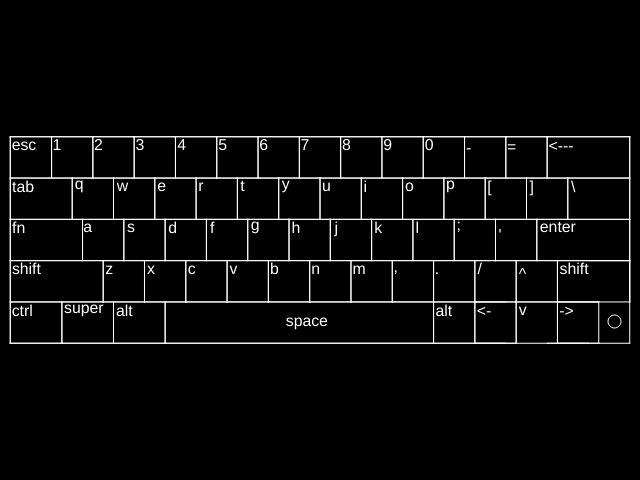 esc 1 2 3 4 5 6 7 8 9 0 - = <---
tab q w e r t y u i o p [ ] \
fn a s d f g h j k l ; ' enter
shift z x c v b n m , . / ^ shift
ctrl super alt space alt <- v ->